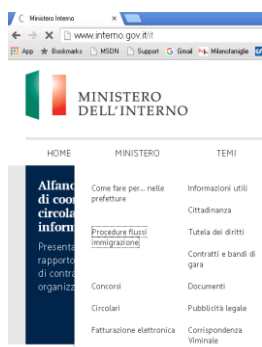 Ministero Interno
www.interno.gov.it/it
App Bookmarks MSDN Support Gmail Milanolamiglie
MINISTERO
DELL'INTERNO
HOME MINISTERO TEMI
Alfano
di coor
circola
inform
Presenta
rapporto
di contra
organizz
Come fare per... nelle
prefetture
Procedure flussi
immigrazione
Concorsi
Circolari
Fatturazione elettronica
Informazioni utili
Cittadinanza
Tutela dei diritti
Contratti e bandi di
gara
Documenti
Pubblicità legale
Corrispondenza
Viminale